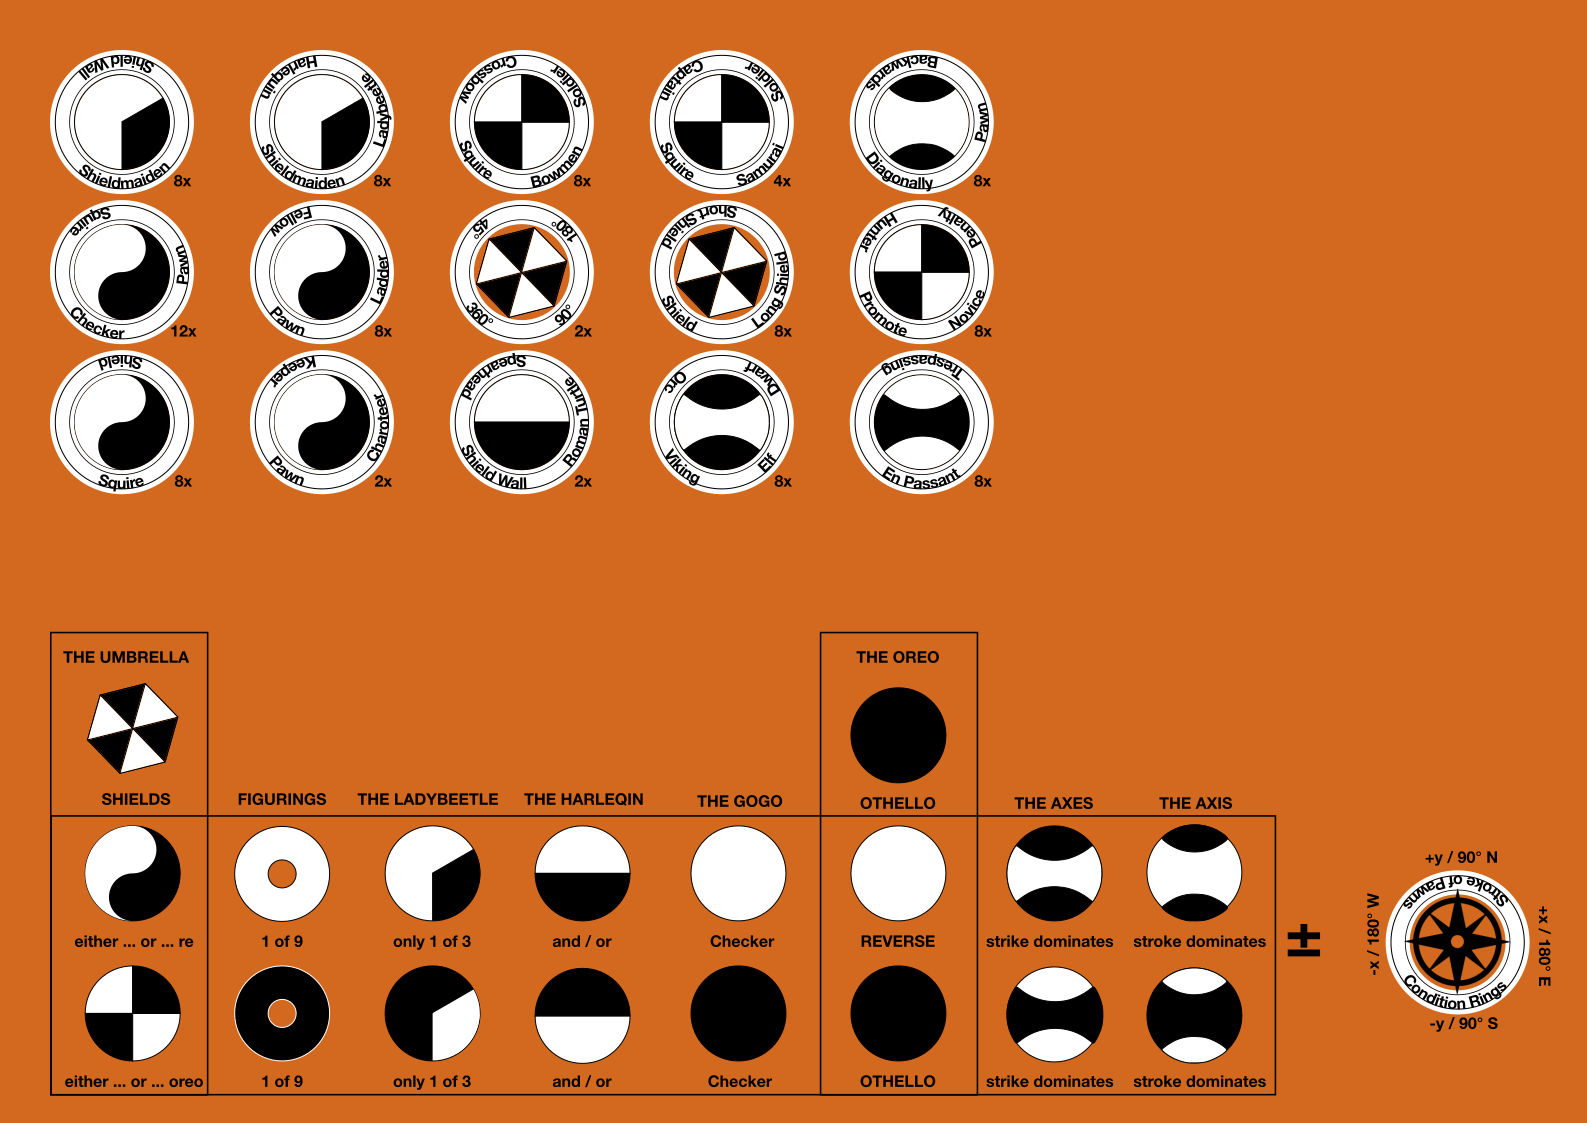 Shield Wall
Shieldmaiden
8x
Harlequin
Ladybeetle
Shieldmaiden
8x
Crossbow
Soldier
Squire
Bowmen
8x
Captain
Soldier
Squire
Samurai
4x
Backwards
Pawn
Diagonally
8x
Squire
Pawn
Checker
12x
Fellow
Ladder
Pawn
8x
45°
180°
360°
90°
2x
Short Shield
Long Shield
Shield
8x
Hunter
Penalty
Promote
Novice
8x
Shield
Squire
8x
Keeper
Charoteer
Pawn
2x
Spearhead
Roman Turtle
Shield Wall
2x
Orc
Dwarf
Viking
Elf
8x
Trespassing
En Passant
8x
THE UMBRELLA
THE OREO
SHIELDS
FIGURINGS
THE LADYBEETLE
THE HARLEQIN
THE GOGO
OTHELLO
THE AXES
THE AXIS
either ... or ... re
1 of 9
only 1 of 3
and / or
Checker
REVERSE
strike dominates
stroke dominates
either ... or ... oreo
1 of 9
only 1 of 3
and / or
Checker
OTHELLO
strike dominates
stroke dominates
±
+y / 90° N
-x / 180° W
Stroke of Pawns
Condition Rings
+x / 180° E
-y / 90° S